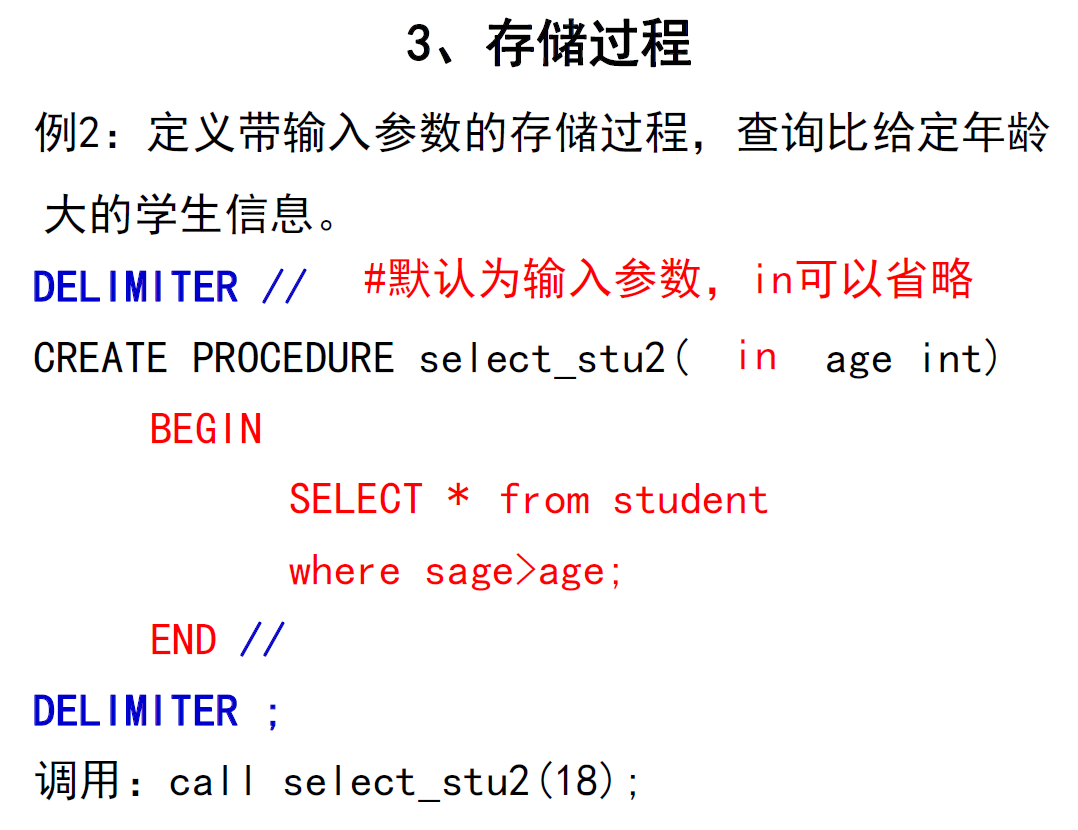 3、存储过程
例2：定义带输入参数的存储过程，查询比给定年龄
大的学生信息。
DELIMITER // #默认为输入参数，in可以省略
CREATE PROCEDURE select_stu2( in age int)
BEGIN
SELECT * from student
where sage>age;
END //
DELIMITER ;
调用：call select_stu2(18);